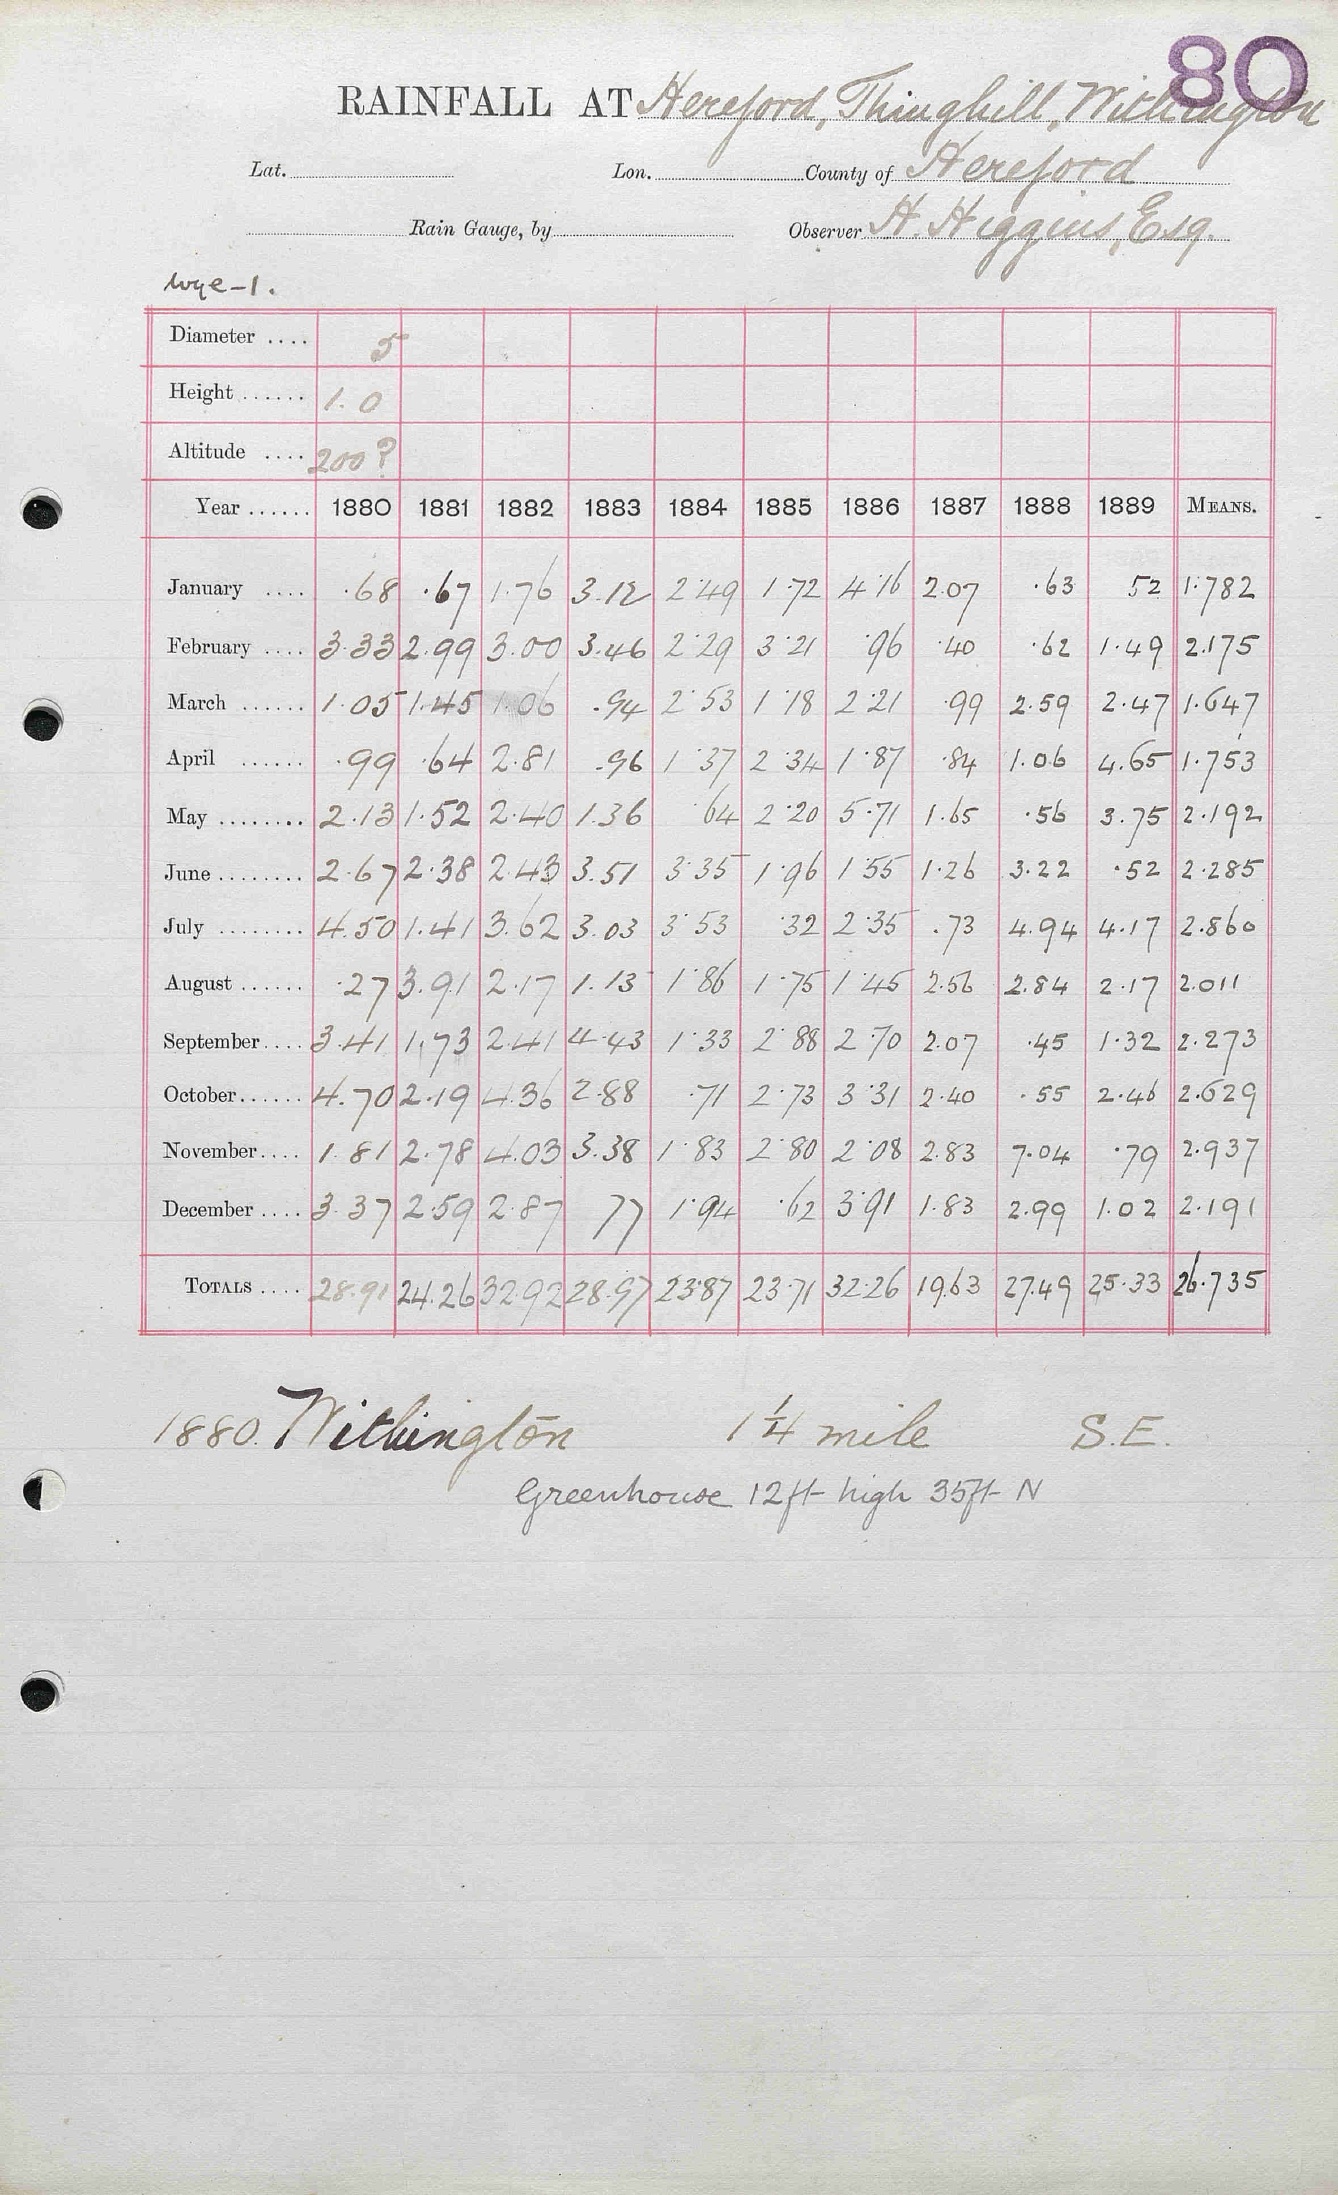 80
RAINFALL AT Hereford, Thinghill, Withington
Lat. Lon. County of Hereford
Rain Gauge, by Observer H. Higgins, Esq.
Wye-1.
Diameter .... 5
Height ...... 1.0
Altitude .... 200?
Year ...... 1880 1881 1882 1883 1884 1885 1886 1887 1888 1889 MEANS.
January .... .68 .67 1.76 3.12 2.49 1.72 4.16 2.07 .63 52 1.782
February .... 3.33 2.99 3.00 3.46 2.29 3.21 .96 .40 .62 1.49 2.175
March ...... 1.05 1.45 1.06 .94 2.53 1.18 2.21 .99 2.59 2.47 1.647
April ...... .99 .64 2.81 .96 1.37 2.34 1.87 .84 1.06 4.65 1.753
May ........ 2.13 1.52 2.40 1.36 .64 2.20 5.71 1.65 .56 3.75 2.192
June ........ 2.67 2.38 2.43 3.51 3.35 1.96 1.55 1.26 3.22 .52 2.285
July ........ 4.50 1.41 3.62 3.03 3.53 .32 2.35 .73 4.94 4.17 2.860
August ...... .27 3.91 2.17 1.13 1.86 1.75 1.45 2.56 2.84 2.17 2.011
September .... 3.41 1.73 2.41 4.43 1.33 2.88 2.70 2.07 .45 1.32 2.273
October ...... 4.70 2.19 4.36 2.88 .71 2.73 3.31 2.40 .55 2.46 2.629
November .... 1.81 2.78 4.03 3.38 1.83 2.80 2.08 2.83 7.04 .79 2.937
December .... 3.37 2.59 2.87 77 1.94 .62 3.91 1.83 2.99 1.02 2.191
TOTALS .... 28.91 24.26 32.92 28.97 23.87 23.71 32.26 19.63 27.49 25.33 26.735
1880. Withington 1 1/4 mile S.E.
Greenhouse 12ft high 35ft N